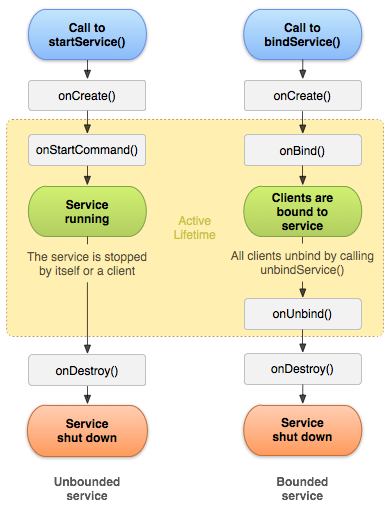 Call to
startService()
onCreate()
onStartCommand()
Service
running
The service is stopped
by itself or a client
onDestroy()
Service
shut down
Unbounded
service
Active
Lifetime
Call to
bindService()
onCreate()
onBind()
Clients are
bound to
service
All clients unbind by calling
unbindService()
onUnbind()
onDestroy()
Service
shut down
Bounded
service